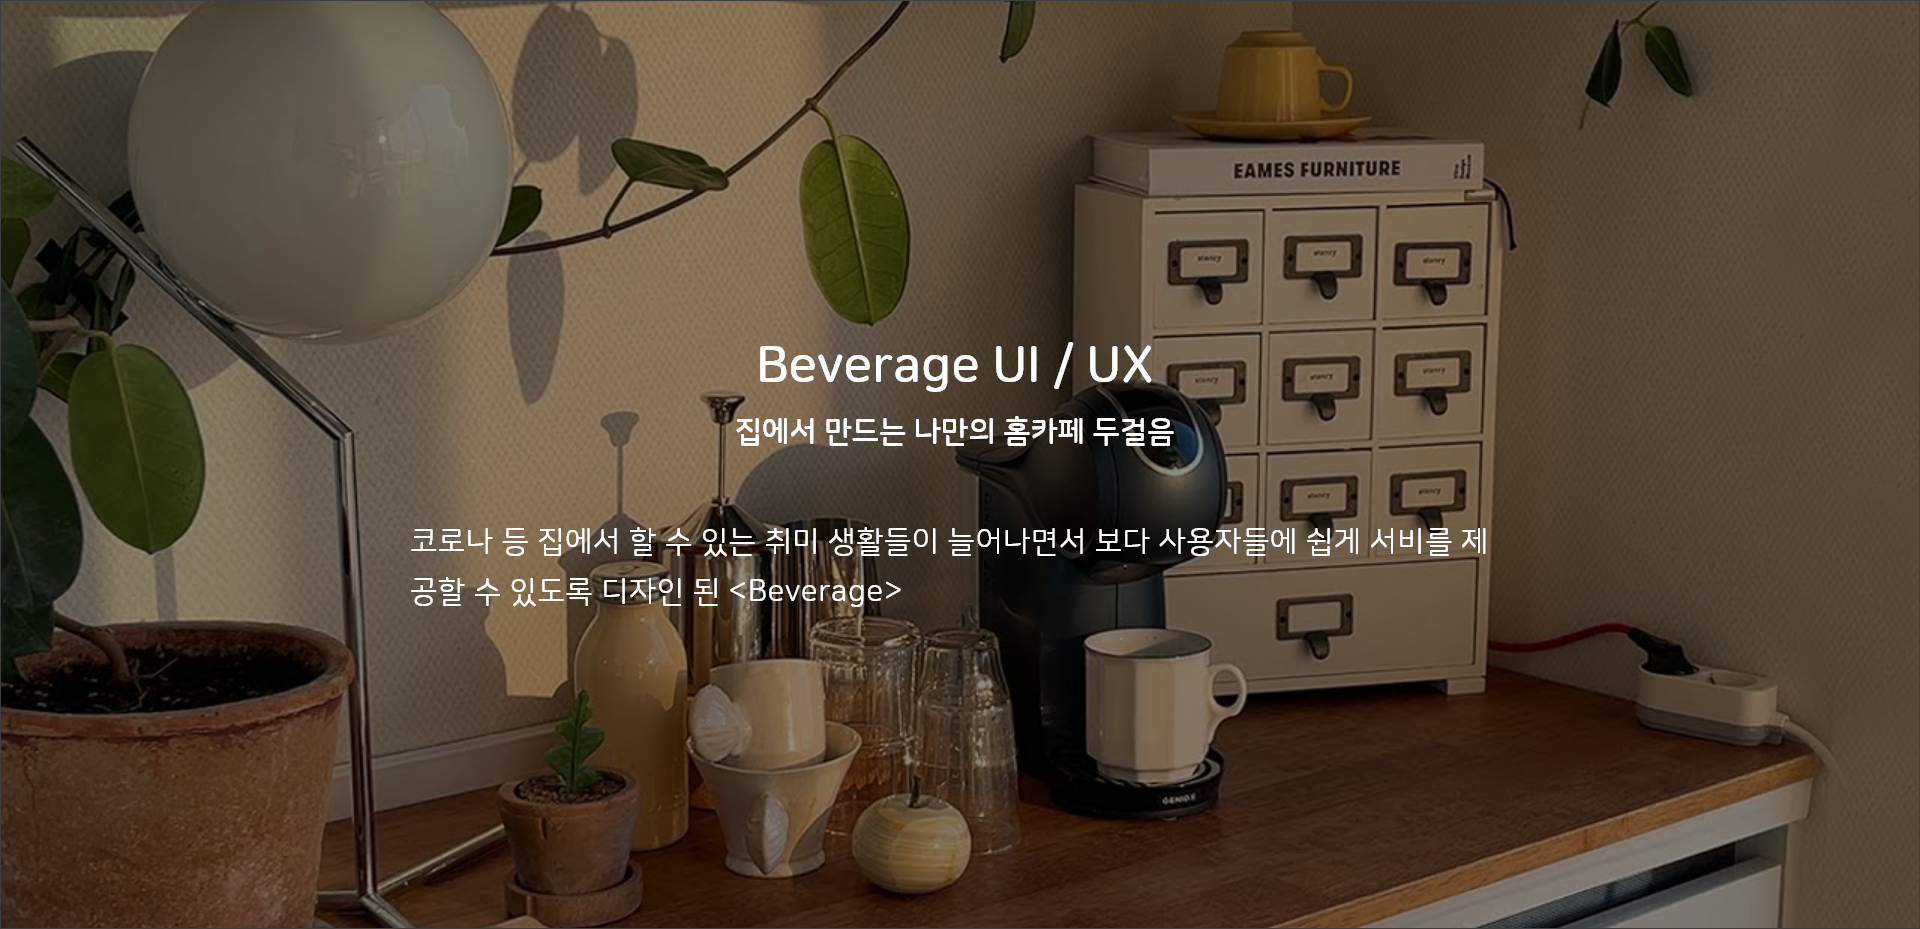 EAMES FURNITURE
Beverage UI / UX
집에서 만드는 나만의 홈카페 두걸음
코로나 등 집에서 할 수 있는 취미 생활들이 늘어나면서 보다 사용자들에 쉽게 서비를 제
공할 수 있도록 디자인 된 <Beverage>
GENIO S